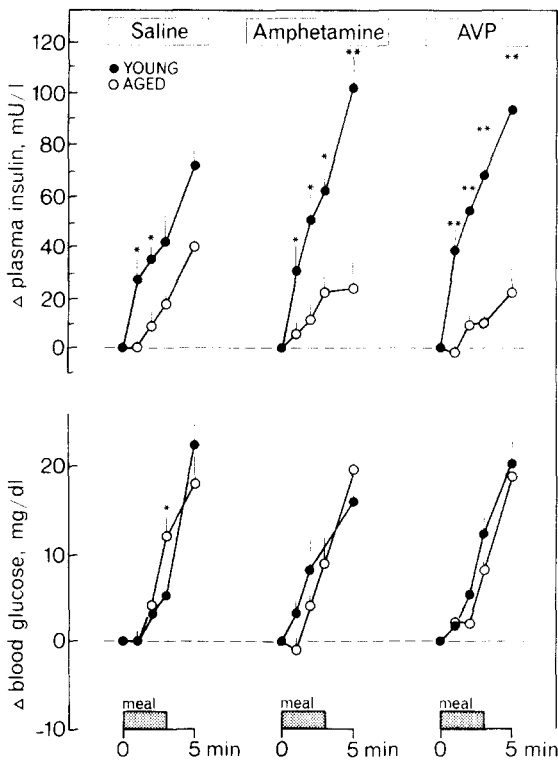 Saline Amphetamine AVP
● YOUNG
○ AGED
Δ plasma insulin, mU/l
120
100
80
60
40
20
0
* *
* * * **
** ** ** **
Δ blood glucose, mg/dl
20
10
0
-10
*
meal meal meal
0 5 min 0 5 min 0 5 min